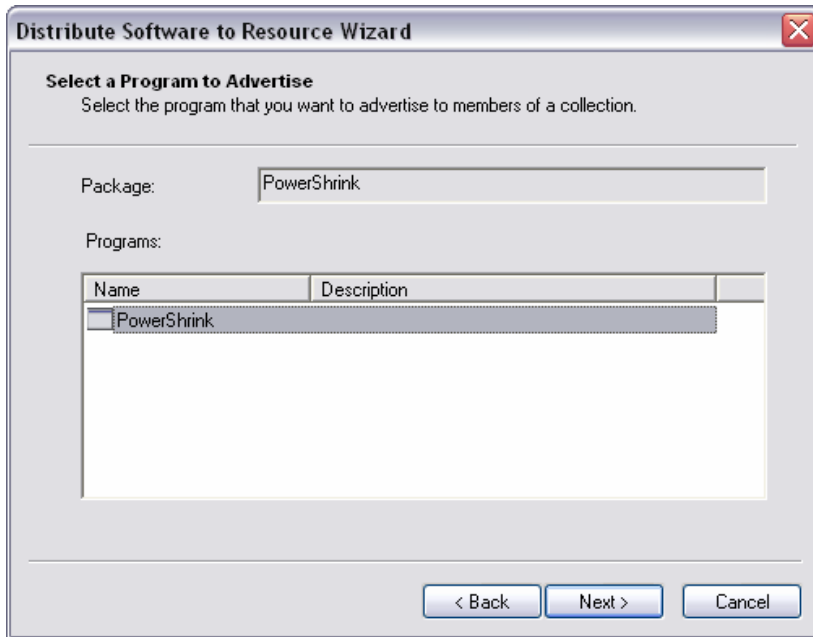 Distribute Software to Resource Wizard
Select a Program to Advertise
Select the program that you want to advertise to members of a collection.
Package: PowerShrink
Programs:
Name Description
PowerShrink
< Back Next > Cancel